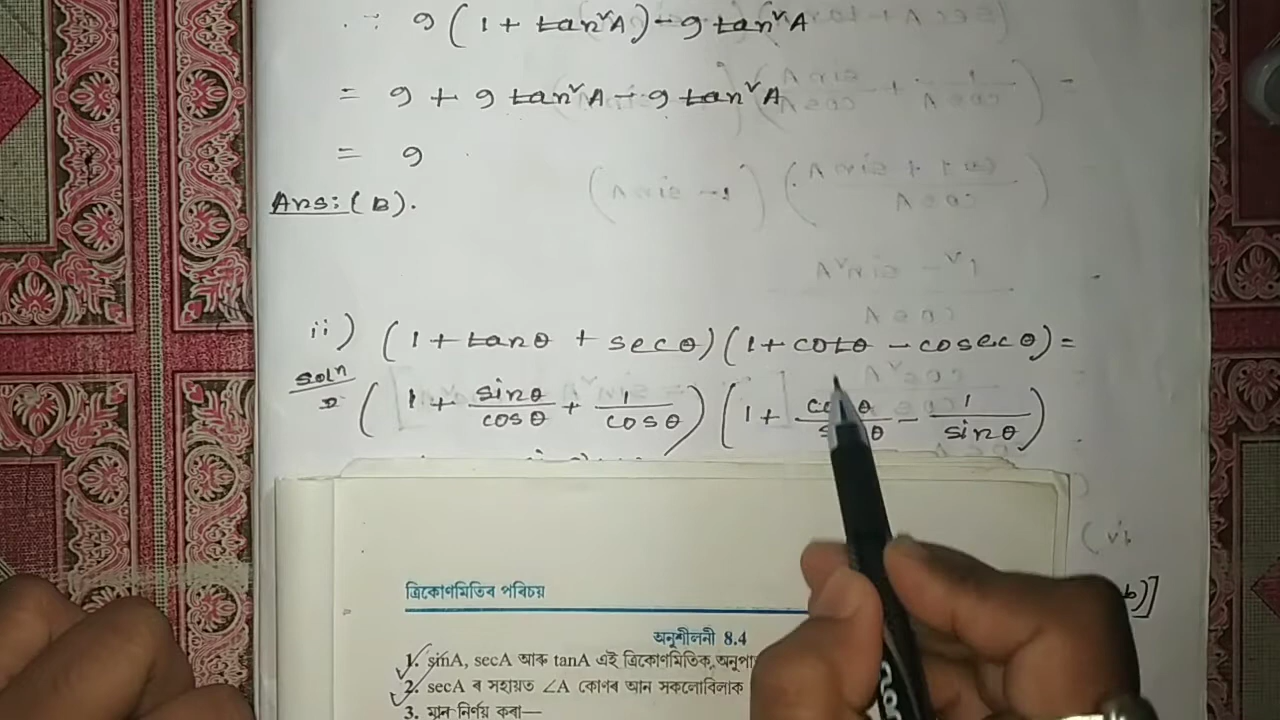 ∴ 9 (1 + tan²A) - 9 tan²A
= 9 + 9 tan²A - 9 tan²A
= 9
Ans: (B).
ii) (1 + tanθ + secθ)(1 + cotθ - cosecθ) =
Solⁿ (1 + sinθ/cosθ + 1/cosθ) (1 + cosθ/sinθ - 1/sinθ)
ত্ৰিকোণমিতিৰ পৰিচয়
অনুশীলনী 8.4
1. sinA, secA আৰু tanA এই ত্ৰিকোণমিতিক
2. secA ৰ সহায়ত ∠A কোণৰ আন সকলোবিলাক
3. মান নিৰ্ণয় কৰা—